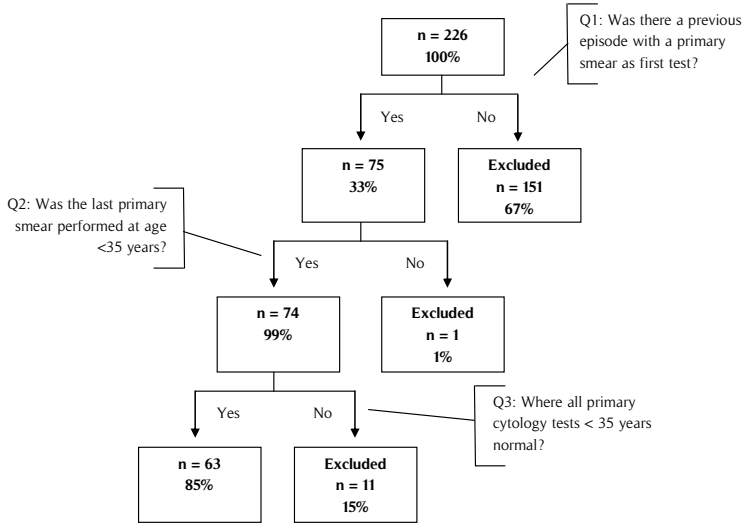 n = 226
100%
Q1: Was there a previous
episode with a primary
smear as first test?
Yes
No
n = 75
33%
Excluded
n = 151
67%
Q2: Was the last primary
smear performed at age
<35 years?
Yes
No
n = 74
99%
Excluded
n = 1
1%
Q3: Where all primary
cytology tests < 35 years
normal?
Yes
No
n = 63
85%
Excluded
n = 11
15%